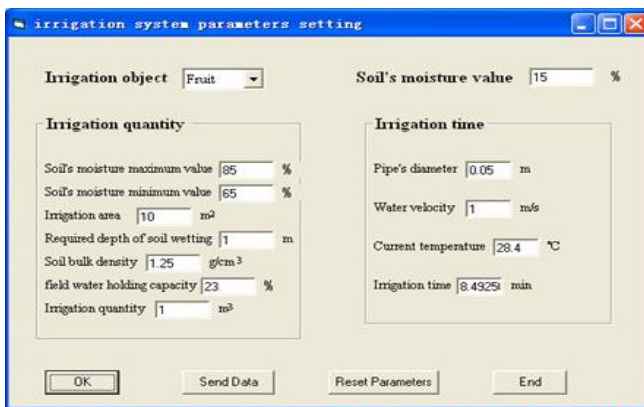 irrigation system parameters setting
Irrigation object Fruit Soil's moisture value 15 %
Irrigation quantity
Soil's moisture maximum value 85 %
Soil's moisture minimum value 65 %
Irrigation area 10 m²
Required depth of soil wetting 1 m
Soil bulk density 1.25 g/cm³
field water holding capacity 23 %
Irrigation quantity 1 m³
Irrigation time
Pipe's diameter 0.05 m
Water velocity 1 m/s
Current temperature 28.4 ℃
Irrigation time 8.4925 min
OK Send Data Reset Parameters End